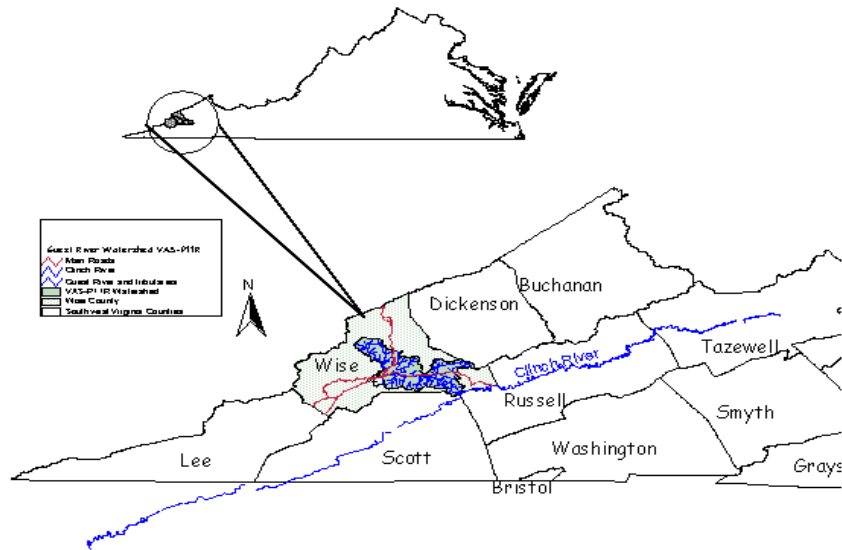 Guest River Watershed VAS-P11R
Main Roads
Clinch River
Guest River and tributaries
VAS-P11R Watershed
Wise County
Southwest Virginia Counties
N
Buchanan
Dickenson
Tazewell
Clinch River
Wise
Russell
Smyth
Washington
Scott
Lee
Grays
Bristol